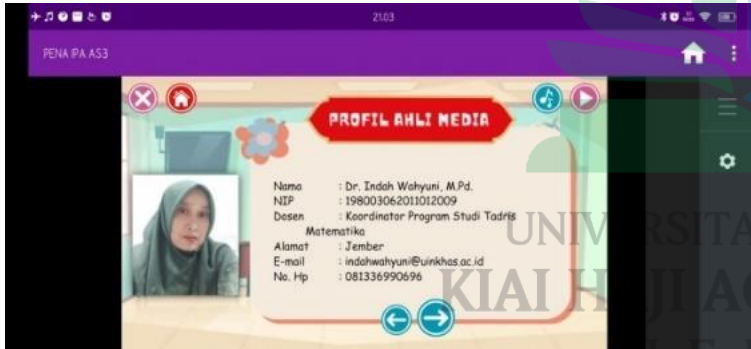 21.03
PENA IPA AS3
PROFIL AHLI MEDIA
Nama : Dr. Indah Wahyuni, M.Pd.
NIP : 198003062011012009
Dosen : Koordinator Program Studi Tadris
Matematika
Alamat : Jember
E-mail : indahwahyuni@uinkhas.ac.id
No. Hp : 081336990696
UNIVERSITA
KIAI HAJI A